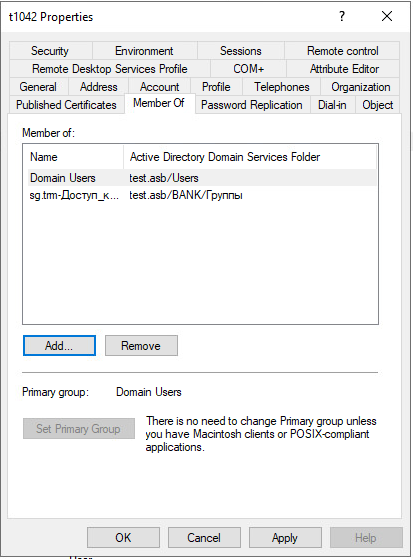 t1042 Properties
?
Security Environment Sessions Remote control
Remote Desktop Services Profile COM+ Attribute Editor
General Address Account Profile Telephones Organization
Published Certificates Member Of Password Replication Dial-in Object
Member of:
Name Active Directory Domain Services Folder
Domain Users test.asb/Users
sg.trm-Доступ_к... test.asb/BANK/Группы
Add... Remove
Primary group: Domain Users
Set Primary Group There is no need to change Primary group unless
you have Macintosh clients or POSIX-compliant
applications.
OK Cancel Apply Help